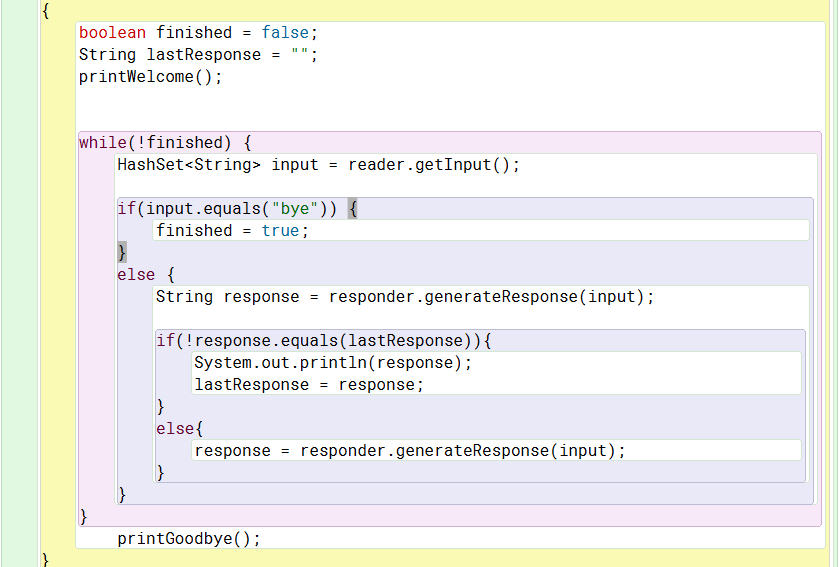 {
boolean finished = false;
String lastResponse = "";
printWelcome();
while(!finished) {
HashSet<String> input = reader.getInput();
if(input.equals("bye")) {
finished = true;
}
else {
String response = responder.generateResponse(input);
if(!response.equals(lastResponse)){
System.out.println(response);
lastResponse = response;
}
else{
response = responder.generateResponse(input);
}
}
}
printGoodbye();
}